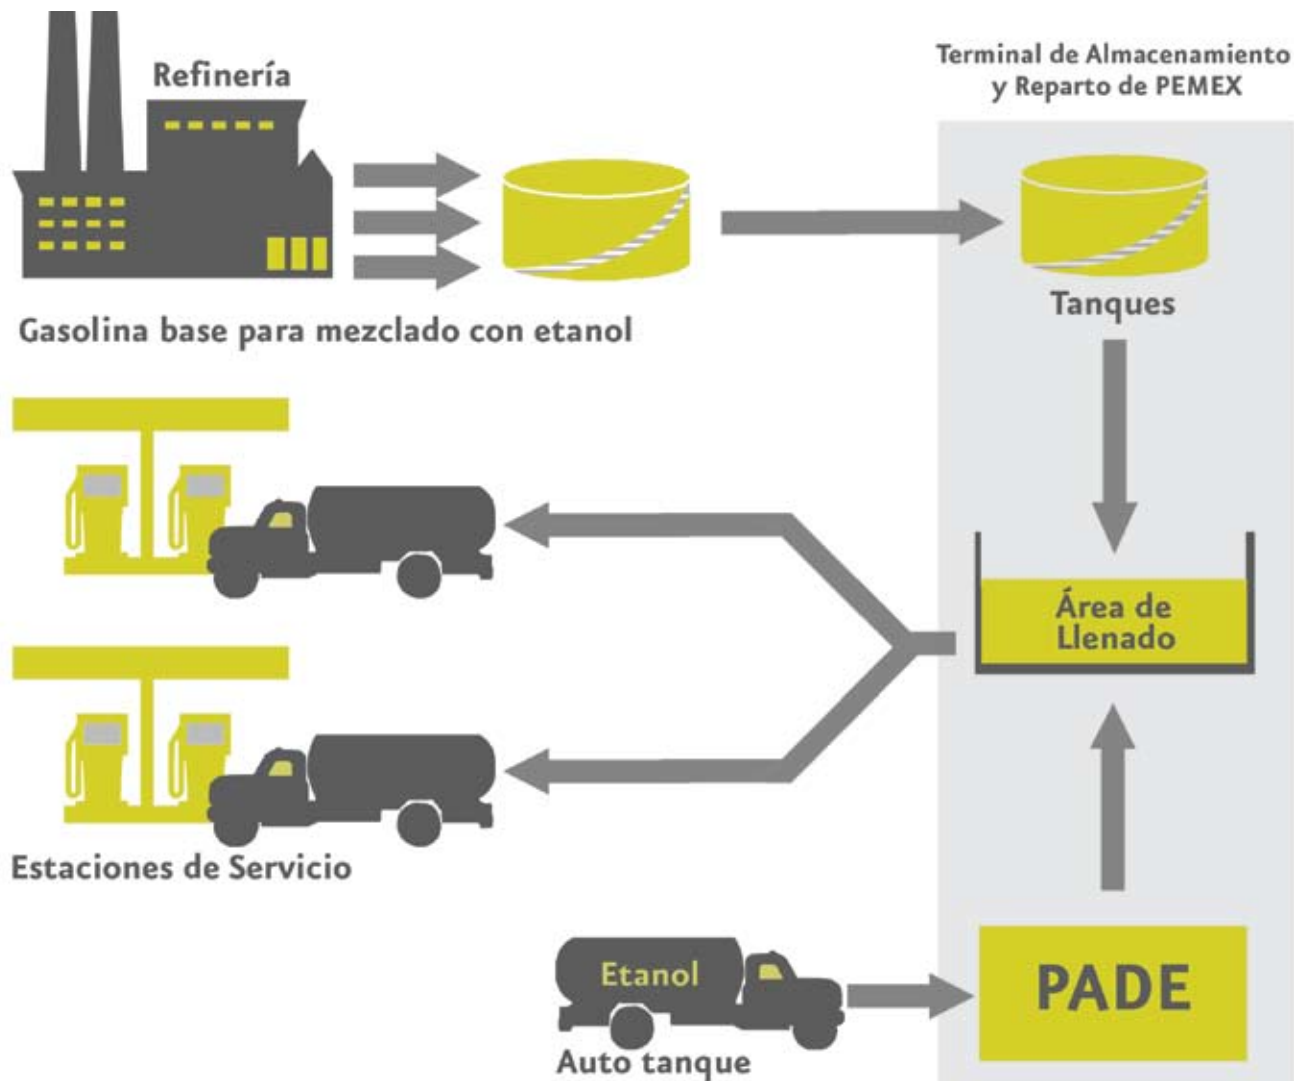 Refinería
Terminal de Almacenamiento
y Reparto de PEMEX
Tanques
Gasolina base para mezclado con etanol
Área de
Llenado
Estaciones de Servicio
Etanol
PADE
Auto tanque